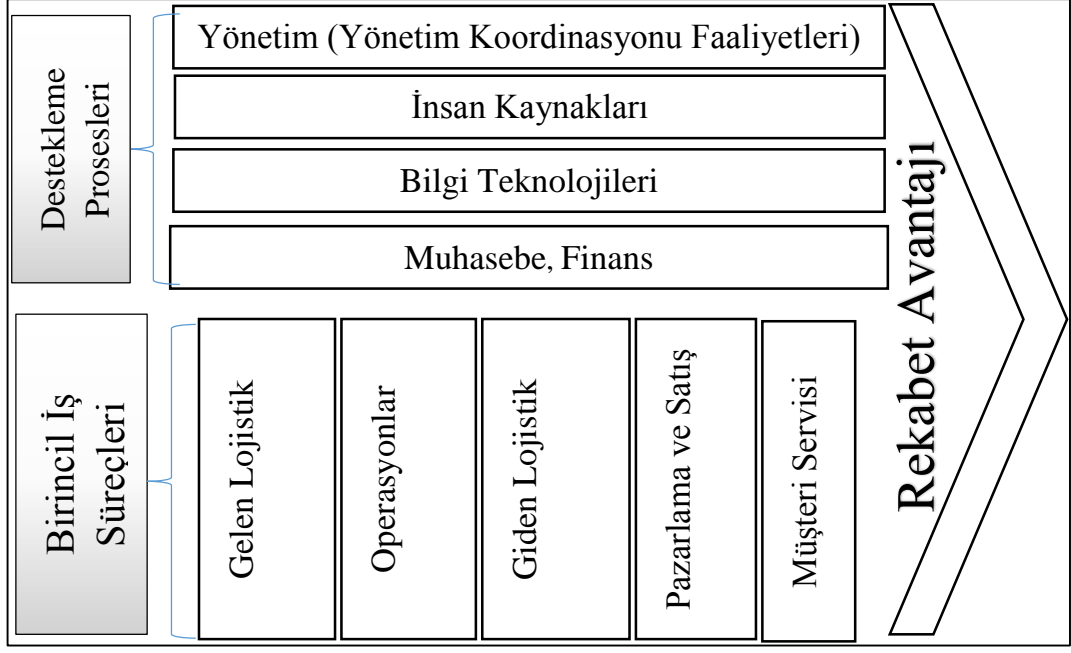 Destekleme
Prosesleri
Yönetim (Yönetim Koordinasyonu Faaliyetleri)
İnsan Kaynakları
Bilgi Teknolojileri
Muhasebe, Finans
Birincil İş
Süreçleri
Gelen Lojistik
Operasyonlar
Giden Lojistik
Pazarlama ve Satış
Müşteri Servisi
Rekabet Avantajı